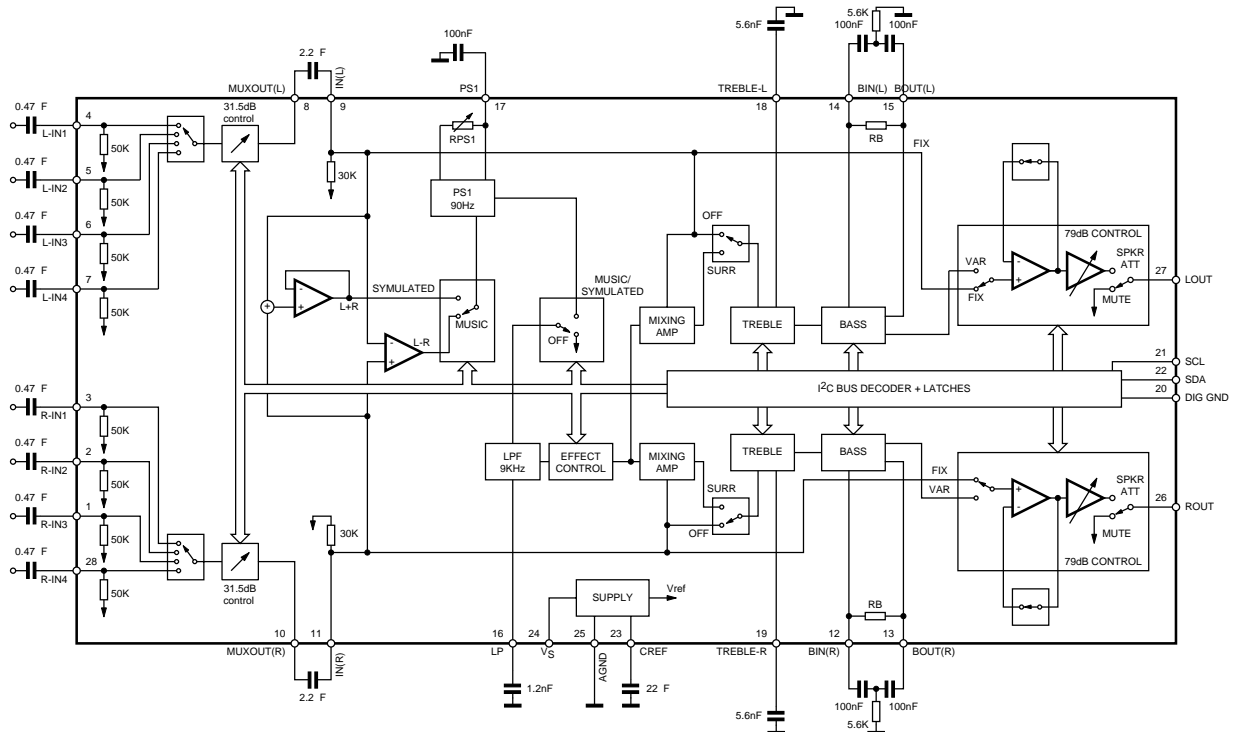 5.6K
5.6nF
100nF
100nF
100nF
2.2 F
IN(L)
MUXOUT(L)
PS1
TREBLE-L
BIN(L)
BOUT(L)
8
9
17
18
14
15
0.47 F
4
L-IN1
50K
31.5dB
control
RPS1
RB
FIX
0.47 F
5
L-IN2
50K
30K
PS1
90Hz
0.47 F
6
L-IN3
50K
OFF
SURR
79dB CONTROL
SPKR
ATT
VAR
FIX
MUTE
27
LOUT
0.47 F
7
L-IN4
50K
-
+
+
L+R
SYMULATED
MUSIC
MUSIC/
SYMULATED
OFF
MIXING
AMP
TREBLE
BASS
-
+
-
+
L-R
I2C BUS DECODER + LATCHES
21
SCL
22
SDA
20
DIG GND
0.47 F
3
R-IN1
50K
0.47 F
2
R-IN2
50K
LPF
9KHz
EFFECT
CONTROL
MIXING
AMP
TREBLE
BASS
SURR
OFF
FIX
VAR
+
-
SPKR
ATT
MUTE
26
ROUT
79dB CONTROL
0.47 F
1
R-IN3
50K
30K
0.47 F
28
R-IN4
50K
31.5dB
control
SUPPLY
Vref
RB
10
11
16
24
25
23
19
12
13
MUXOUT(R)
IN(R)
LP
VS
AGND
CREF
TREBLE-R
BIN(R)
BOUT(R)
2.2 F
1.2nF
22 F
5.6nF
100nF
100nF
5.6K